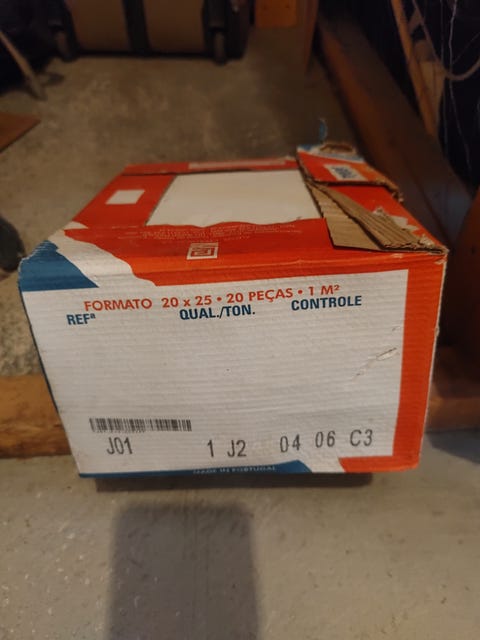 FORMATO 20 x 25 • 20 PEÇAS • 1 M²
REFª QUAL./TON. CONTROLE
J01 1 J2 04 06 C3
MADE IN PORTUGAL